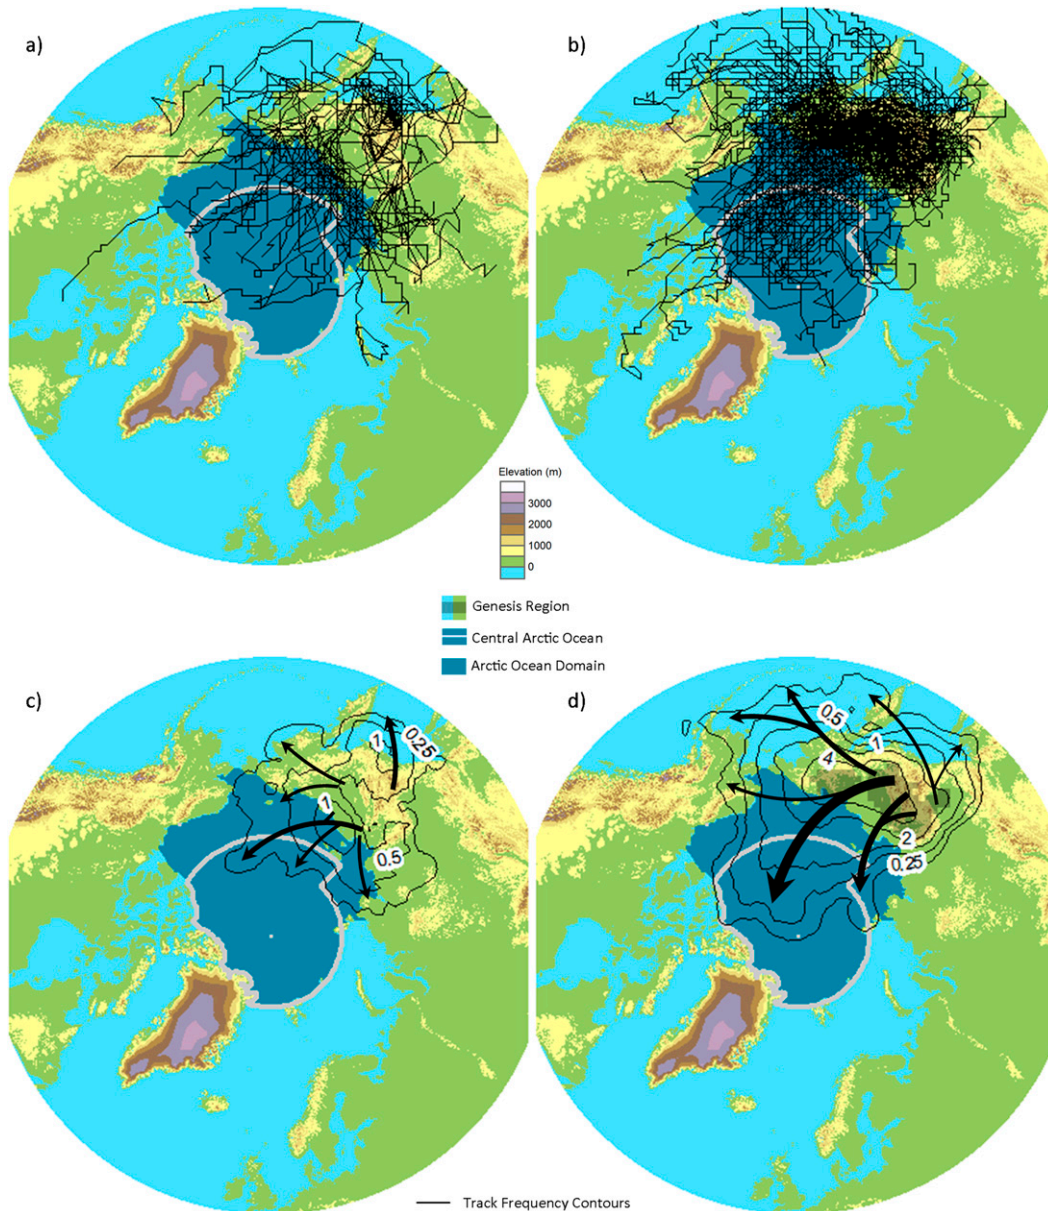 a)
b)
Elevation (m)
3000
2000
1000
0
Genesis Region
Central Arctic Ocean
Arctic Ocean Domain
c)
d)
1
0.25
1
0.5
0.5
1
4
2
0.25
Track Frequency Contours